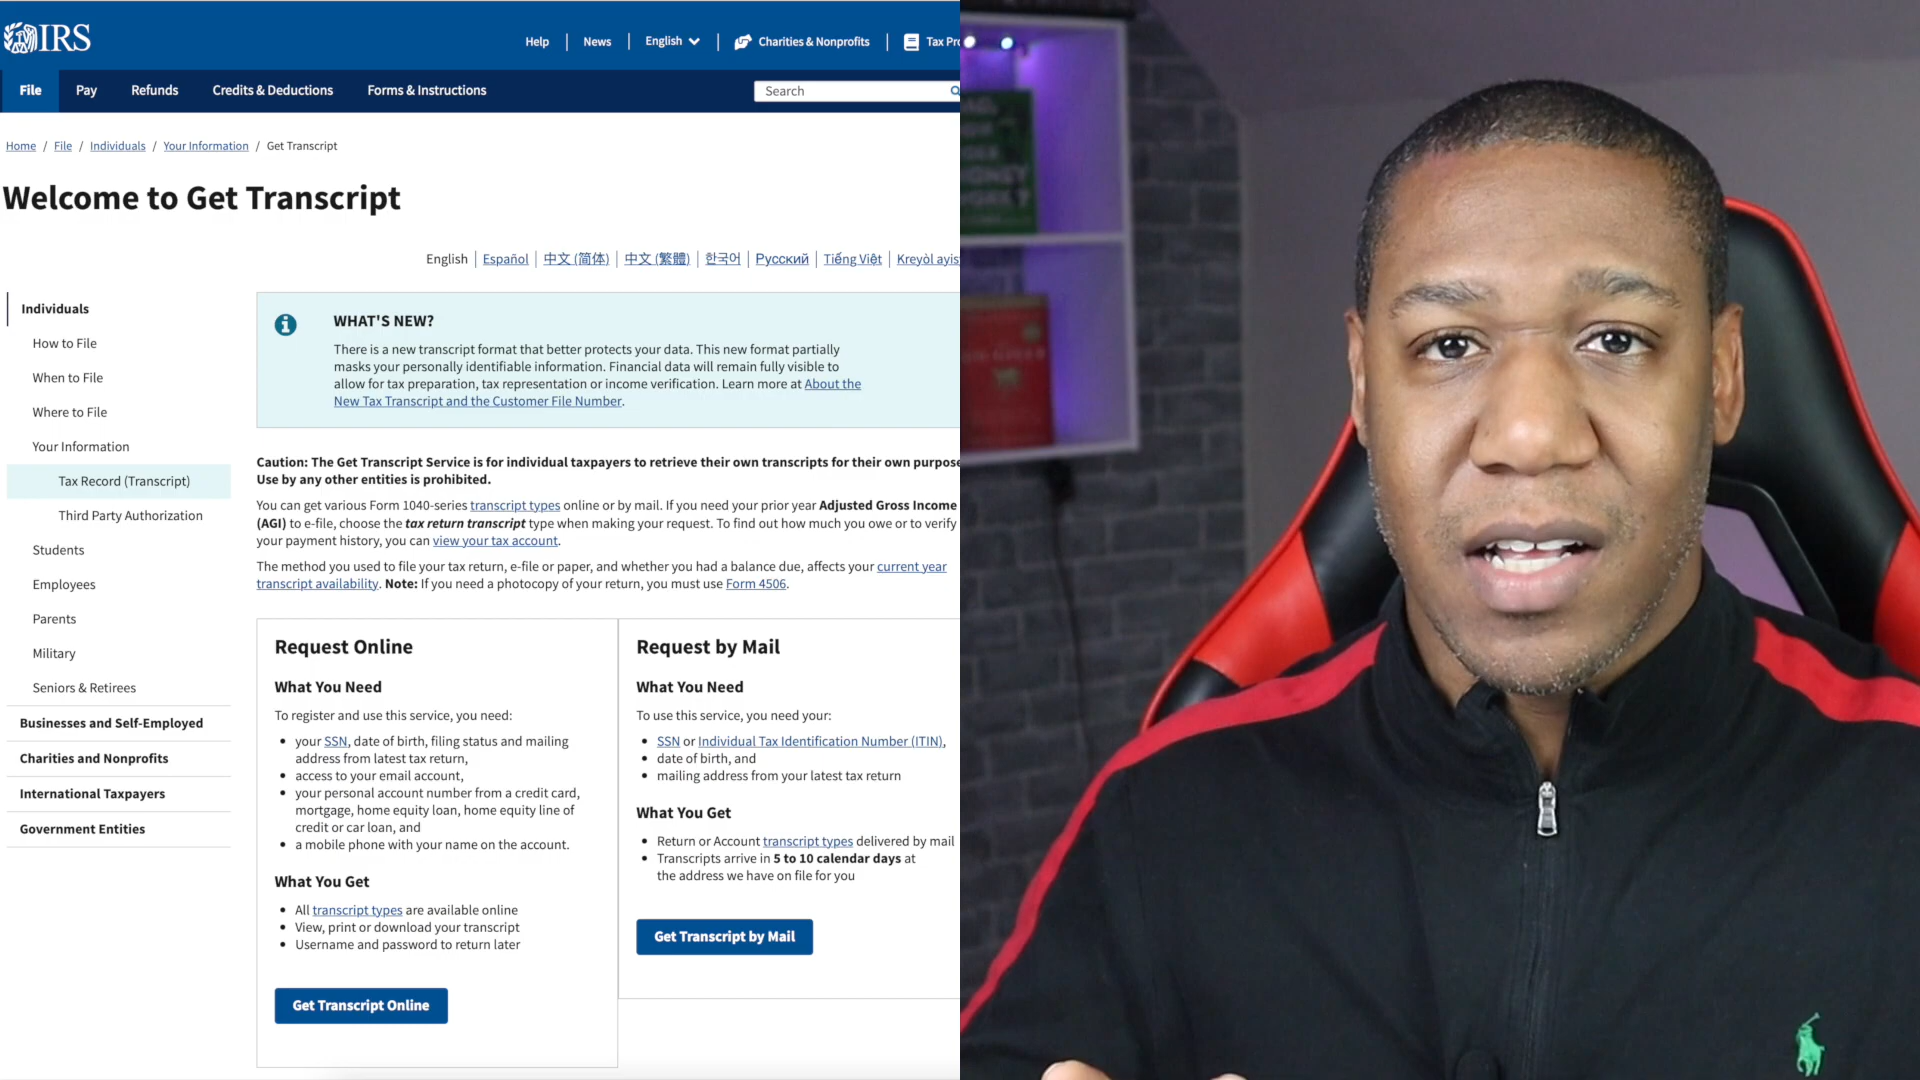 IRS
Help
News
English
Charities & Nonprofits
Tax Pro
File
Pay
Refunds
Credits & Deductions
Forms & Instructions
Search
Home / File / Individuals / Your Information / Get Transcript
Welcome to Get Transcript
English
Español
中文 (简体)
中文 (繁體)
한국어
Русский
Tiếng Việt
Kreyòl ayis
Individuals
How to File
When to File
Where to File
Your Information
Tax Record (Transcript)
Third Party Authorization
Students
Employees
Parents
Military
Seniors & Retirees
Businesses and Self-Employed
Charities and Nonprofits
International Taxpayers
Government Entities
WHAT'S NEW?
There is a new transcript format that better protects your data. This new format partially
masks your personally identifiable information. Financial data will remain fully visible to
allow for tax preparation, tax representation or income verification. Learn more at About the
New Tax Transcript and the Customer File Number.
Caution: The Get Transcript Service is for individual taxpayers to retrieve their own transcripts for their own purpose
Use by any other entities is prohibited.
You can get various Form 1040-series transcript types online or by mail. If you need your prior year Adjusted Gross Income
(AGI) to e-file, choose the tax return transcript type when making your request. To find out how much you owe or to verify
your payment history, you can view your tax account.
The method you used to file your tax return, e-file or paper, and whether you had a balance due, affects your current year
transcript availability. Note: If you need a photocopy of your return, you must use Form 4506.
Request Online
What You Need
To register and use this service, you need:
• your SSN, date of birth, filing status and mailing
address from latest tax return,
• access to your email account,
• your personal account number from a credit card,
mortgage, home equity loan, home equity line of
credit or car loan, and
• a mobile phone with your name on the account.
What You Get
• All transcript types are available online
• View, print or download your transcript
• Username and password to return later
Get Transcript Online
Request by Mail
What You Need
To use this service, you need your:
• SSN or Individual Tax Identification Number (ITIN),
• date of birth, and
• mailing address from your latest tax return
What You Get
• Return or Account transcript types delivered by mail
• Transcripts arrive in 5 to 10 calendar days at
the address we have on file for you
Get Transcript by Mail